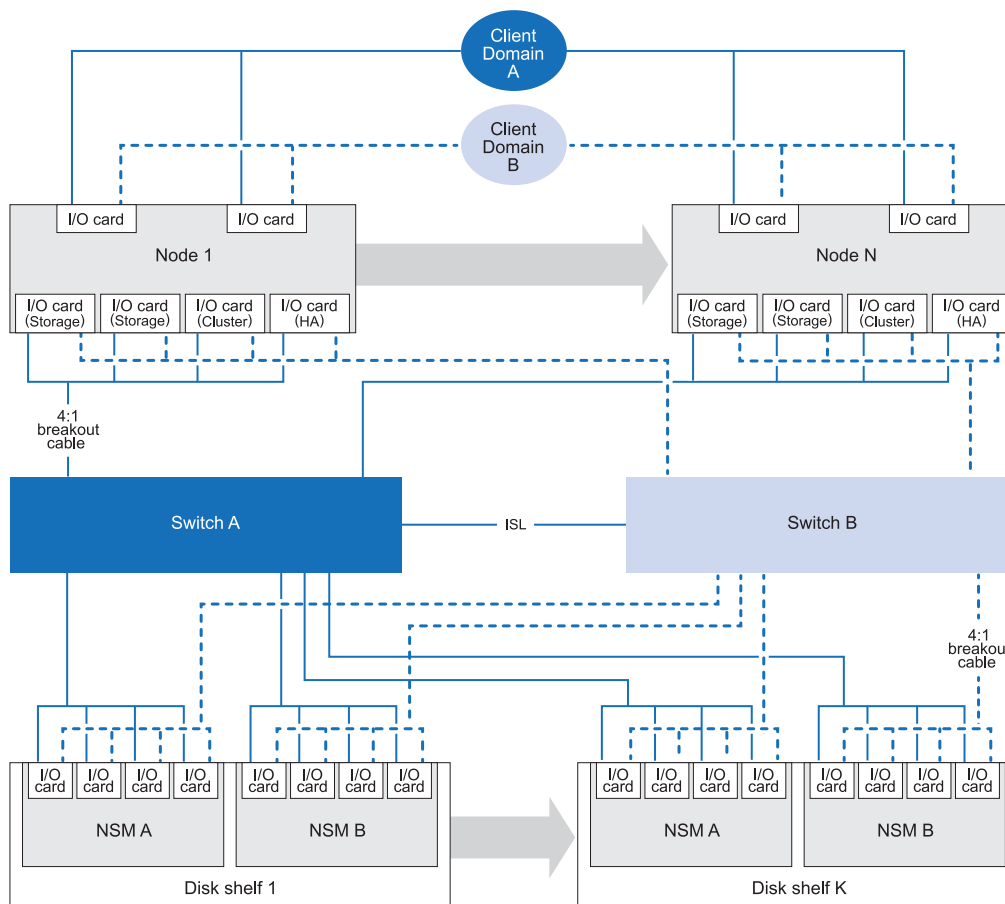 Client
Domain
A
Client
Domain
B
I/O card
I/O card
I/O card
I/O card
Node 1
Node N
I/O card
(Storage)
I/O card
(Storage)
I/O card
(Cluster)
I/O card
(HA)
I/O card
(Storage)
I/O card
(Storage)
I/O card
(Cluster)
I/O card
(HA)
4:1
breakout
cable
Switch A
ISL
Switch B
4:1
breakout
cable
I/O
card
I/O
card
I/O
card
I/O
card
I/O
card
I/O
card
I/O
card
I/O
card
I/O
card
I/O
card
I/O
card
I/O
card
I/O
card
I/O
card
I/O
card
I/O
card
NSM A
NSM B
NSM A
NSM B
Disk shelf 1
Disk shelf K